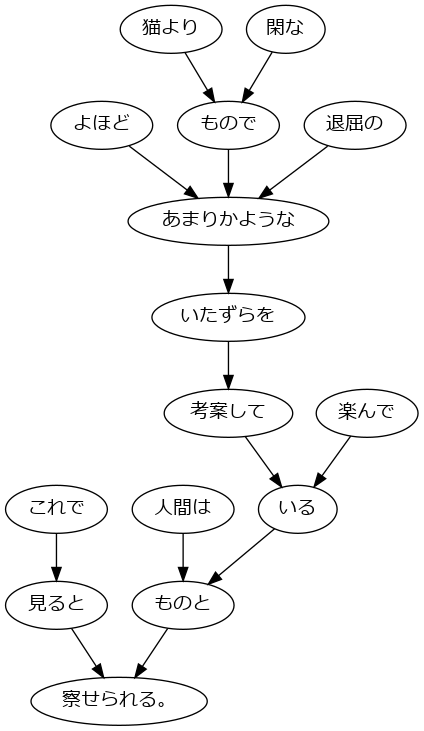 猫より 閑な
よほど もので 退屈の
あまりかような
いたずらを
考案して 楽んで
これで 人間は いる
見ると ものと
察せられる。